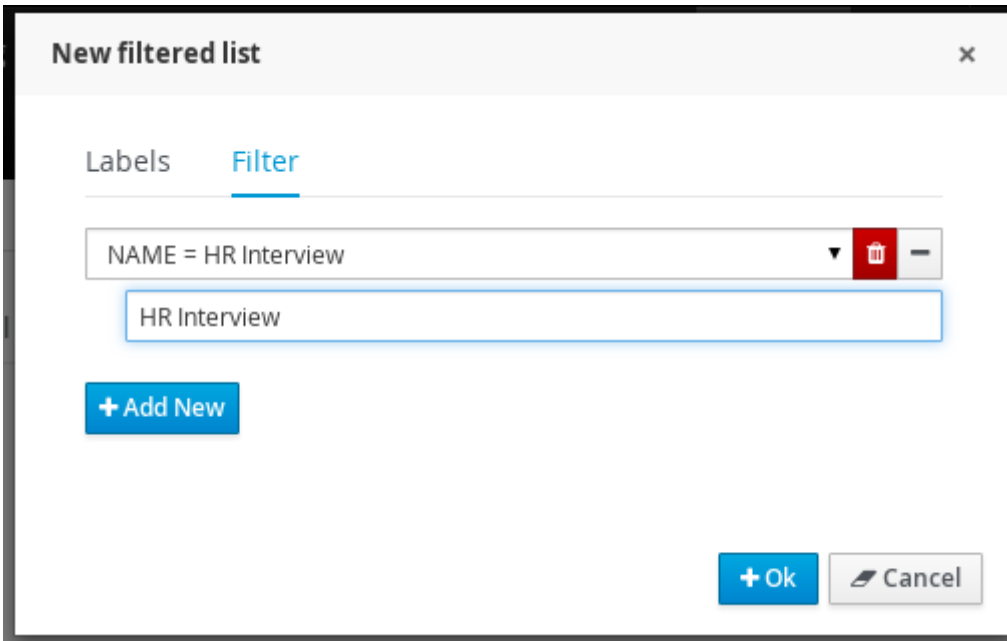 New filtered list ×
Labels Filter
NAME = HR Interview
HR Interview
+ Add New
+ Ok Cancel